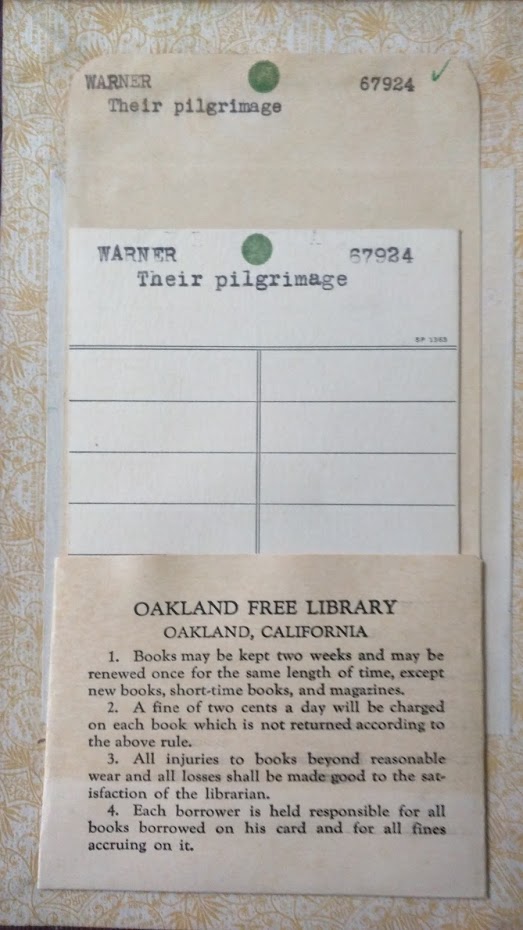 WARNER 67924
Their pilgrimage
WARNER 67924
Their pilgrimage
SP 1363
OAKLAND FREE LIBRARY
OAKLAND, CALIFORNIA
1. Books may be kept two weeks and may be
renewed once for the same length of time, except
new books, short-time books, and magazines.
2. A fine of two cents a day will be charged
on each book which is not returned according to
the above rule.
3. All injuries to books beyond reasonable
wear and all losses shall be made good to the sat-
isfaction of the librarian.
4. Each borrower is held responsible for all
books borrowed on his card and for all fines
accruing on it.